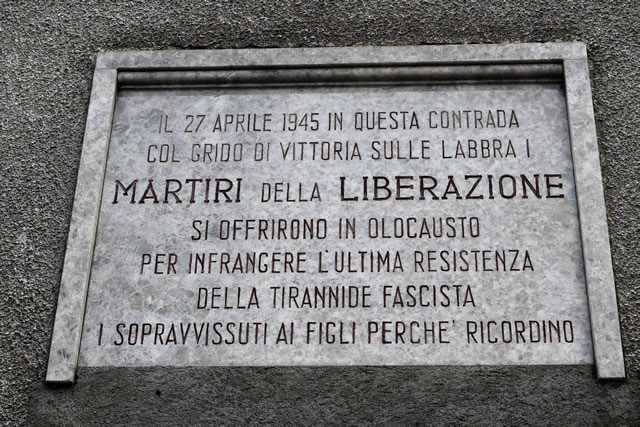 IL 27 APRILE 1945 IN QUESTA CONTRADA
COL GRIDO DI VITTORIA SULLE LABBRA I
MARTIRI DELLA LIBERAZIONE
SI OFFRIRONO IN OLOCAUSTO
PER INFRANGERE L'ULTIMA RESISTENZA
DELLA TIRANNIDE FASCISTA
I SOPRAVVISSUTI AI FIGLI PERCHE' RICORDINO